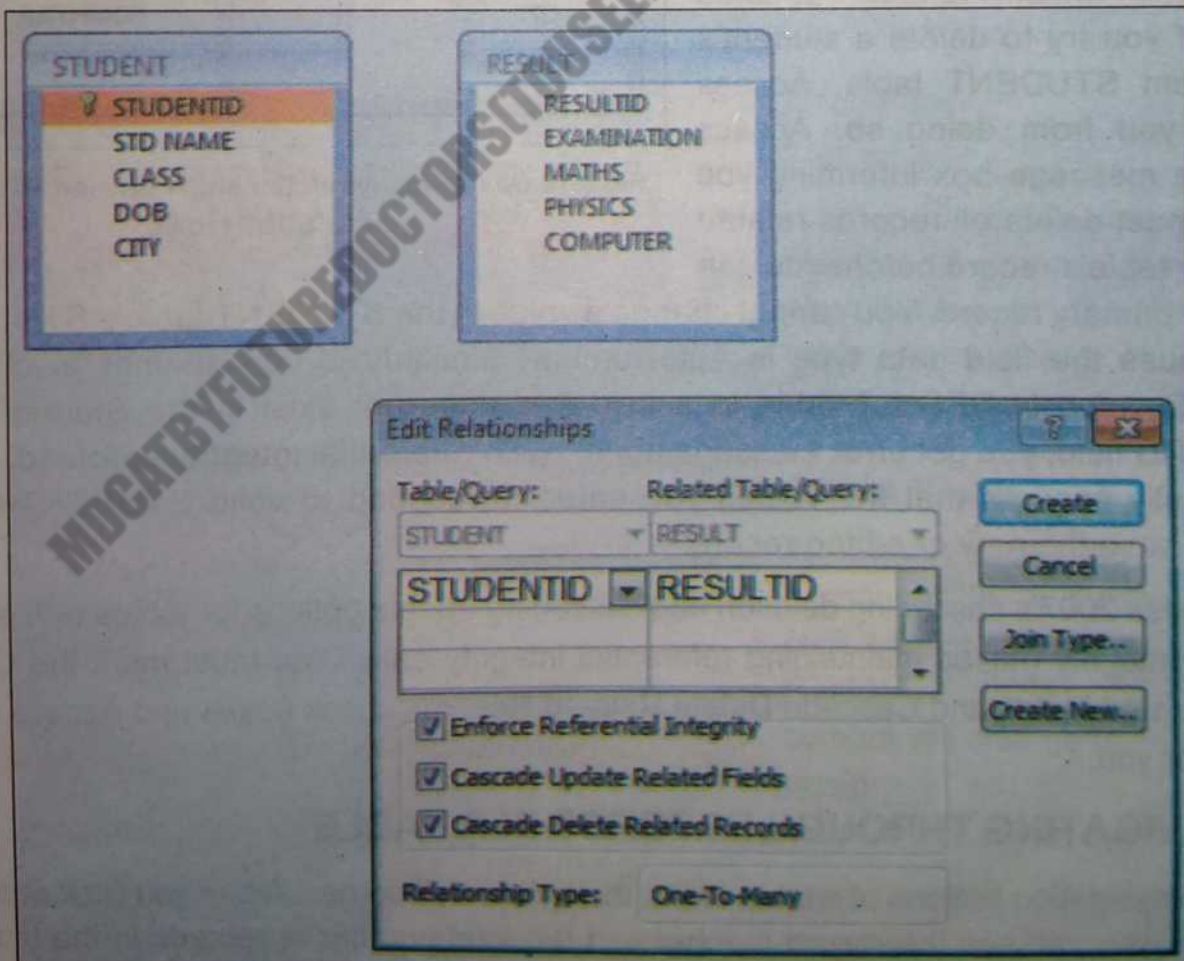 STUDENT
STUDENTID
STD NAME
CLASS
DOB
CITY
RESULT
RESULTID
EXAMINATION
MATHS
PHYSICS
COMPUTER
MDCATBYFUTUREDOCTORSITOUSEE
Edit Relationships
Table/Query: Related Table/Query:
STUDENT RESULT
STUDENTID RESULTID
Enforce Referential Integrity
Cascade Update Related Fields
Cascade Delete Related Records
Relationship Type: One-To-Many
Create
Cancel
Join Type..
Create New...